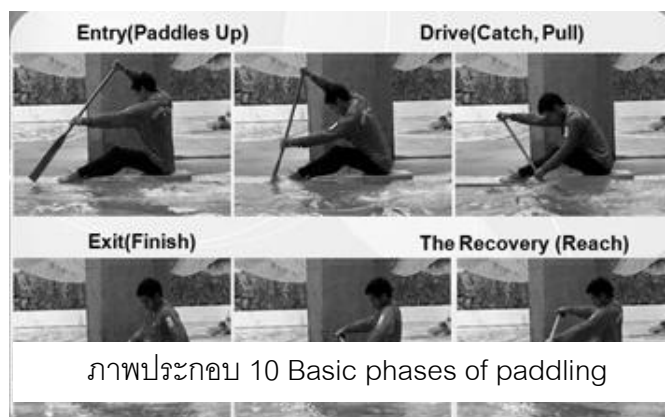 Entry(Paddles Up) Drive(Catch, Pull)
Exit(Finish) The Recovery (Reach)
ภาพประกอบ 10 Basic phases of paddling